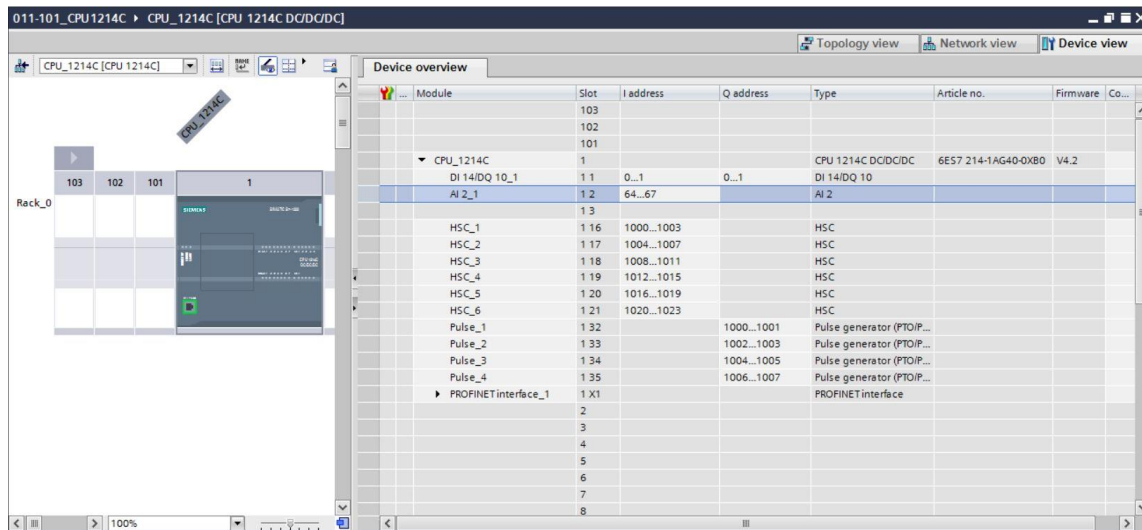 011-101_CPU1214C ▸ CPU_1214C [CPU 1214C DC/DC/DC]
Topology view Network view Device view
CPU_1214C [CPU 1214C]
Device overview
... Module Slot I address Q address Type Article no. Firmware Co...
103
102
101
CPU_1214C 1 CPU 1214C DC/DC/DC 6ES7 214-1AG40-0XB0 V4.2
DI 14/DQ 10_1 1 1 0...1 0...1 DI 14/DQ 10
AI 2_1 1 2 64...67 AI 2
1 3
HSC_1 1 16 1000...1003 HSC
HSC_2 1 17 1004...1007 HSC
HSC_3 1 18 1008...1011 HSC
HSC_4 1 19 1012...1015 HSC
HSC_5 1 20 1016...1019 HSC
HSC_6 1 21 1020...1023 HSC
Pulse_1 1 32 1000...1001 Pulse generator (PTO/P...
Pulse_2 1 33 1002...1003 Pulse generator (PTO/P...
Pulse_3 1 34 1004...1005 Pulse generator (PTO/P...
Pulse_4 1 35 1006...1007 Pulse generator (PTO/P...
PROFINET interface_1 1 X1 PROFINET interface
2
3
4
5
6
7
8
CPU_1214C
103 102 101 1
Rack_0
SIEMENS
100%